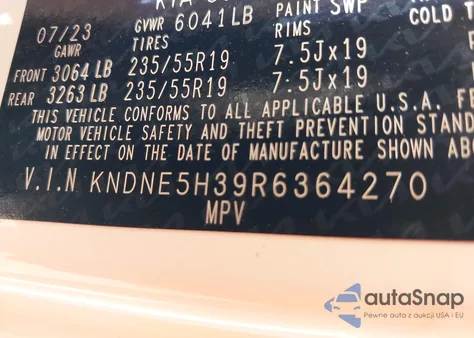 07/23 GVWR 6041LB PAINT SWP
GAWR TIRES RIMS COLD
FRONT 3064 LB 235/55R19 7.5Jx19
REAR 3263 LB 235/55R19 7.5Jx19
THIS VEHICLE CONFORMS TO ALL APPLICABLE U.S.A.
MOTOR VEHICLE SAFETY AND THEFT PREVENTION
IN EFFECT ON THE DATE OF MANUFACTURE SHOWN
V.I.N KNDNE5H39R6364270
MPV
autaSnap
Pewne auta z aukcji USA i EU